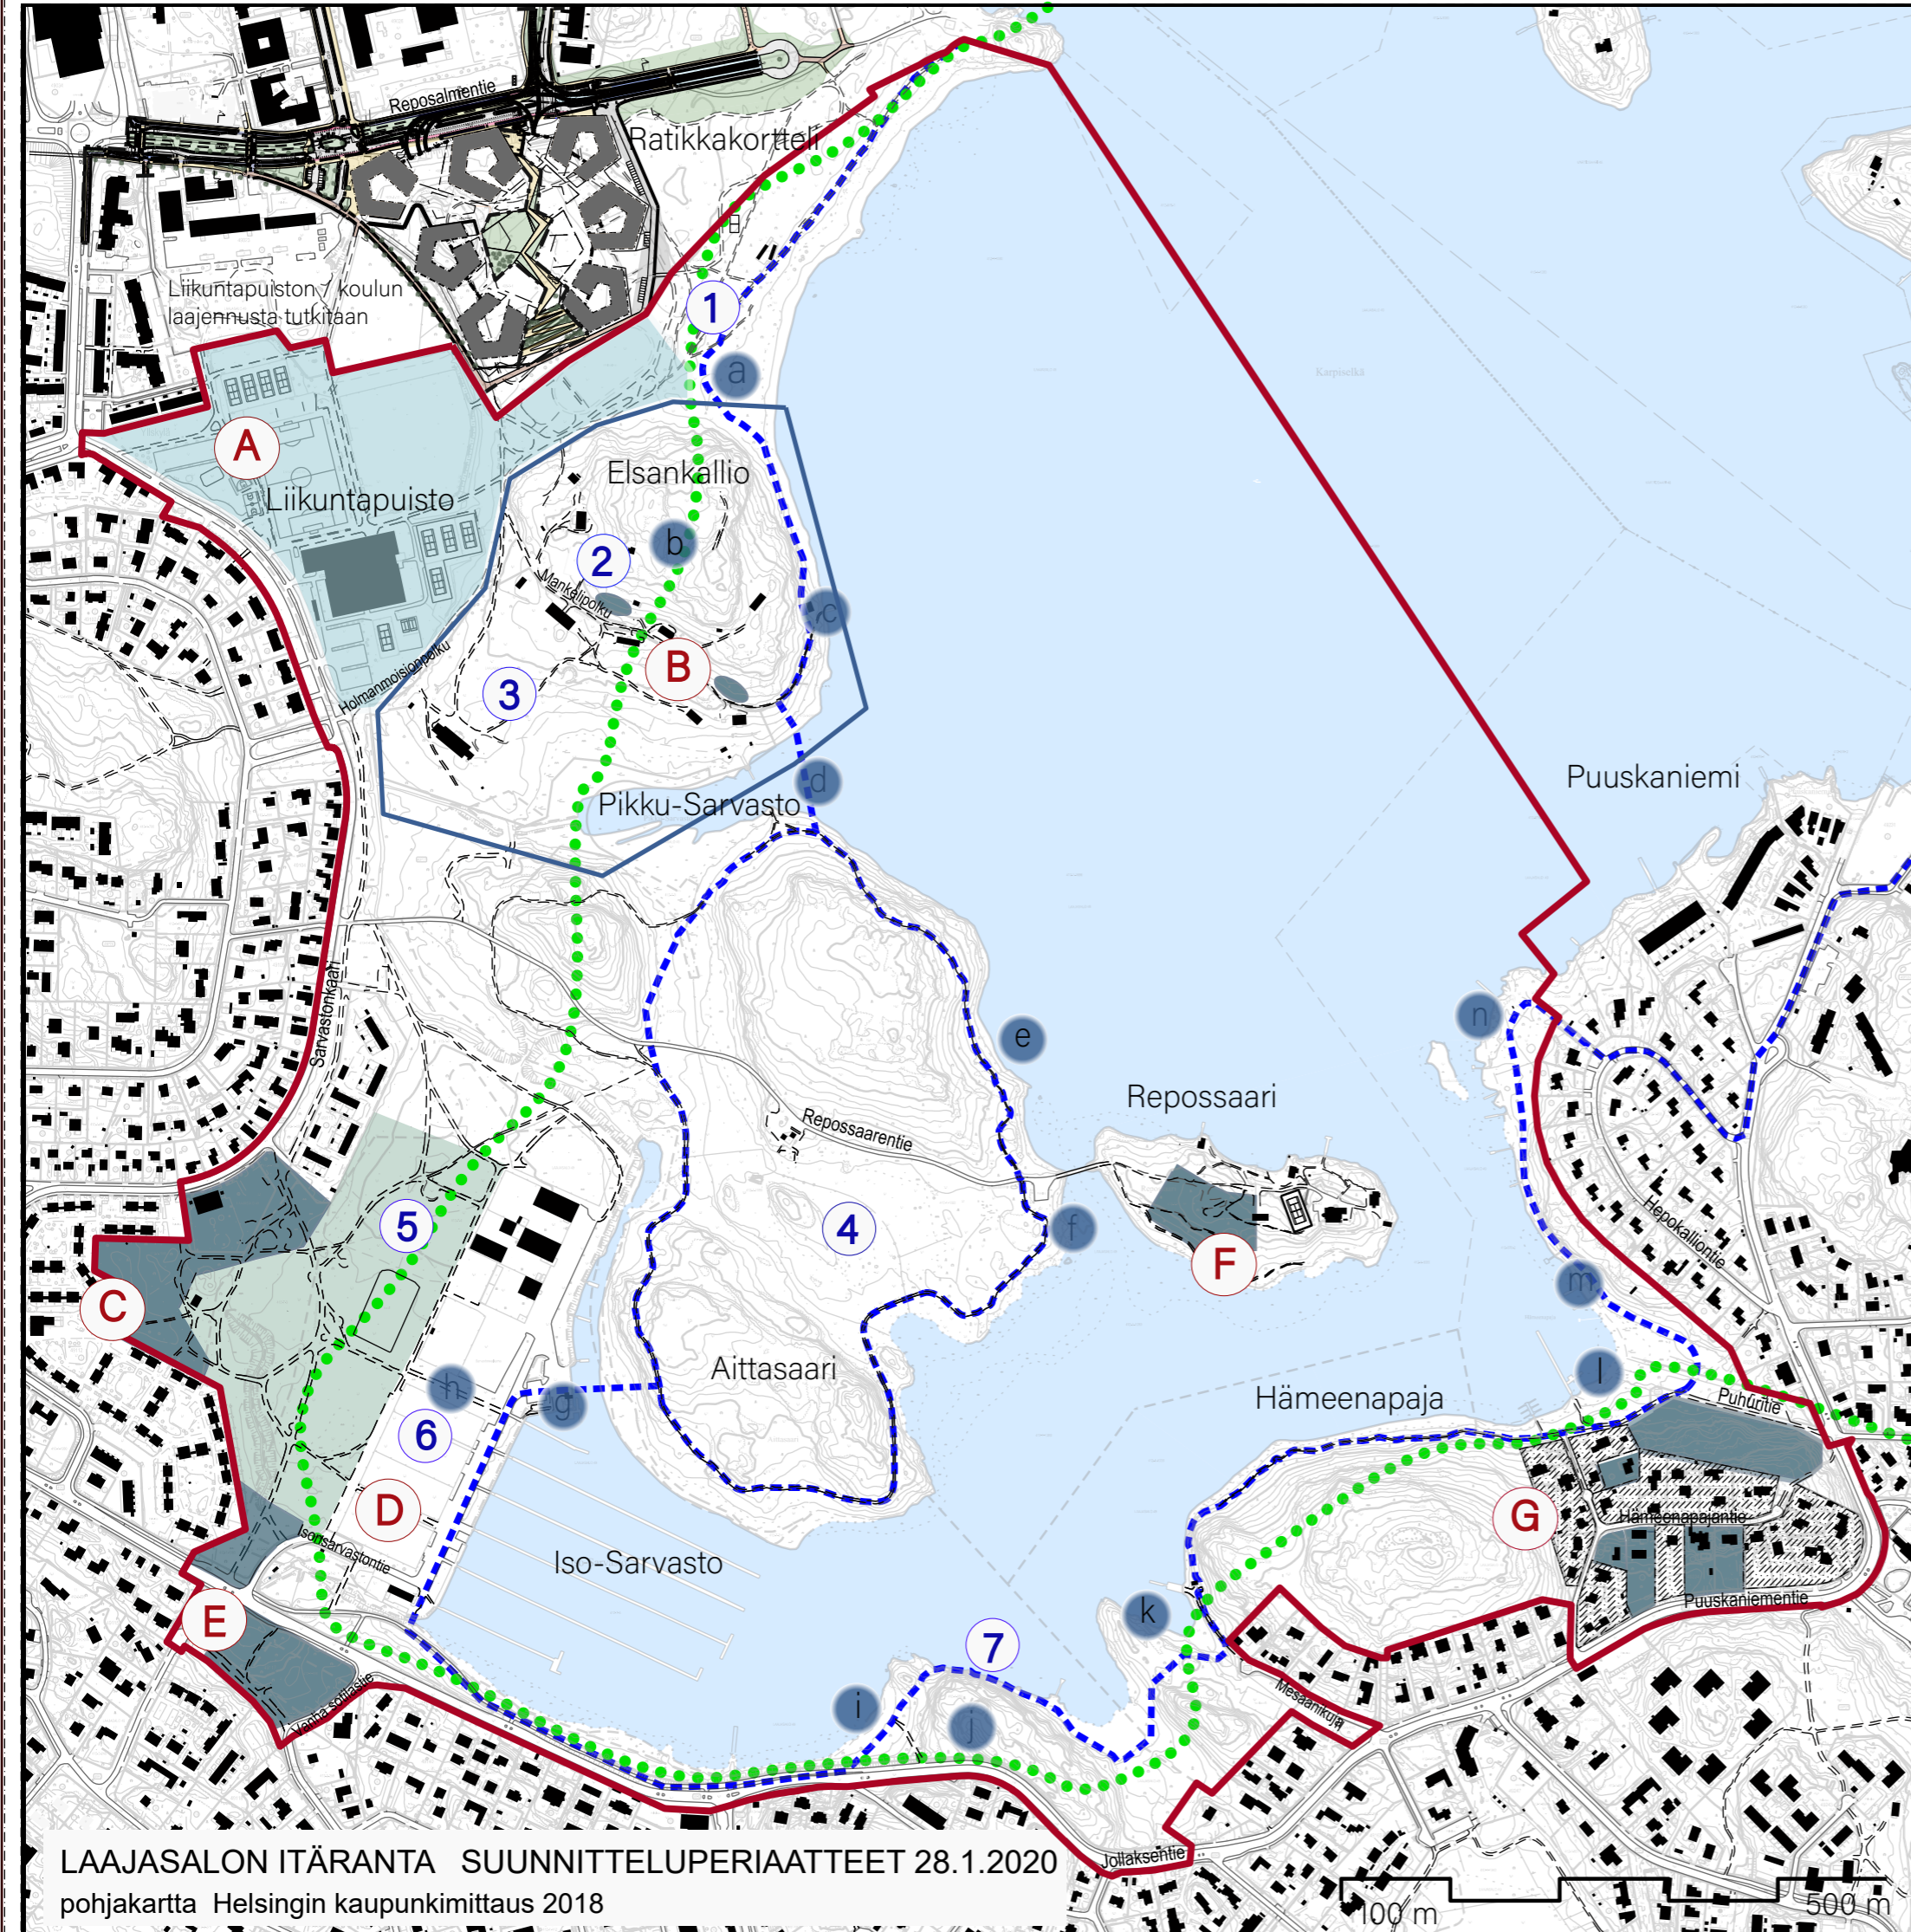 Reposalmentie
Ratikkakortteli
Liikuntapuiston / koulun
laajennusta tutkitaan
1
a
Karpiselkä
A
Elsankallio
Liikuntapuisto
b
2
Mankelipolku
c
B
Holmanmoisionpolku
3
d
Pikku-Sarvasto
Puuskaniemi
Sarvastonkaari
n
e
Repossaari
Repossaarentie
5
4
f
F
Hepokalliontie
C
m
Aittasaari
l
Hämeenapaja
Puhuritie
h
g
6
D
G
Hämeenapajantie
Isonsarvastontie
Iso-Sarvasto
Puuskaniementie
E
k
7
Vanha sotilastie
i
j
Mesaanikuja
Jollaksentie
LAAJASALON ITÄRANTA SUUNNITTELUPERIAATTEET 28.1.2020
pohjakartta Helsingin kaupunkimittaus 2018
100 m
500 m